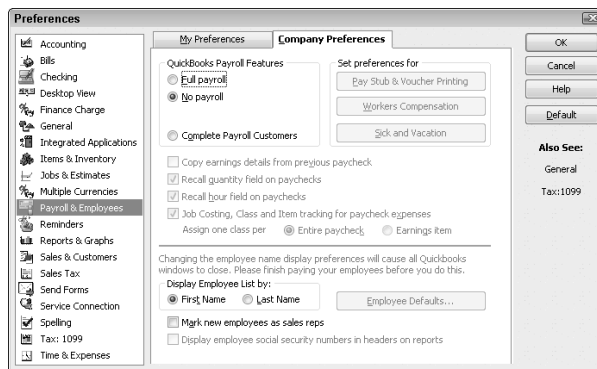 Preferences
Accounting
Bills
Checking
Desktop View
Finance Charge
General
Integrated Applications
Items & Inventory
Jobs & Estimates
Multiple Currencies
Payroll & Employees
Reminders
Reports & Graphs
Sales & Customers
Sales Tax
Send Forms
Service Connection
Spelling
Tax: 1099
Time & Expenses
My Preferences
Company Preferences
QuickBooks Payroll Features
Full payroll
No payroll
Complete Payroll Customers
Set preferences for
Pay Stub & Voucher Printing
Workers Compensation
Sick and Vacation
Copy earnings details from previous paycheck
Recall quantity field on paychecks
Recall hour field on paychecks
Job Costing, Class and Item tracking for paycheck expenses
Assign one class per Entire paycheck Earnings item
Changing the employee name display preferences will cause all Quickbooks
windows to close. Please finish paying your employees before you do this.
Display Employee List by:
First Name Last Name
Employee Defaults...
Mark new employees as sales reps
Display employee social security numbers in headers on reports
OK
Cancel
Help
Default
Also See:
General
Tax:1099